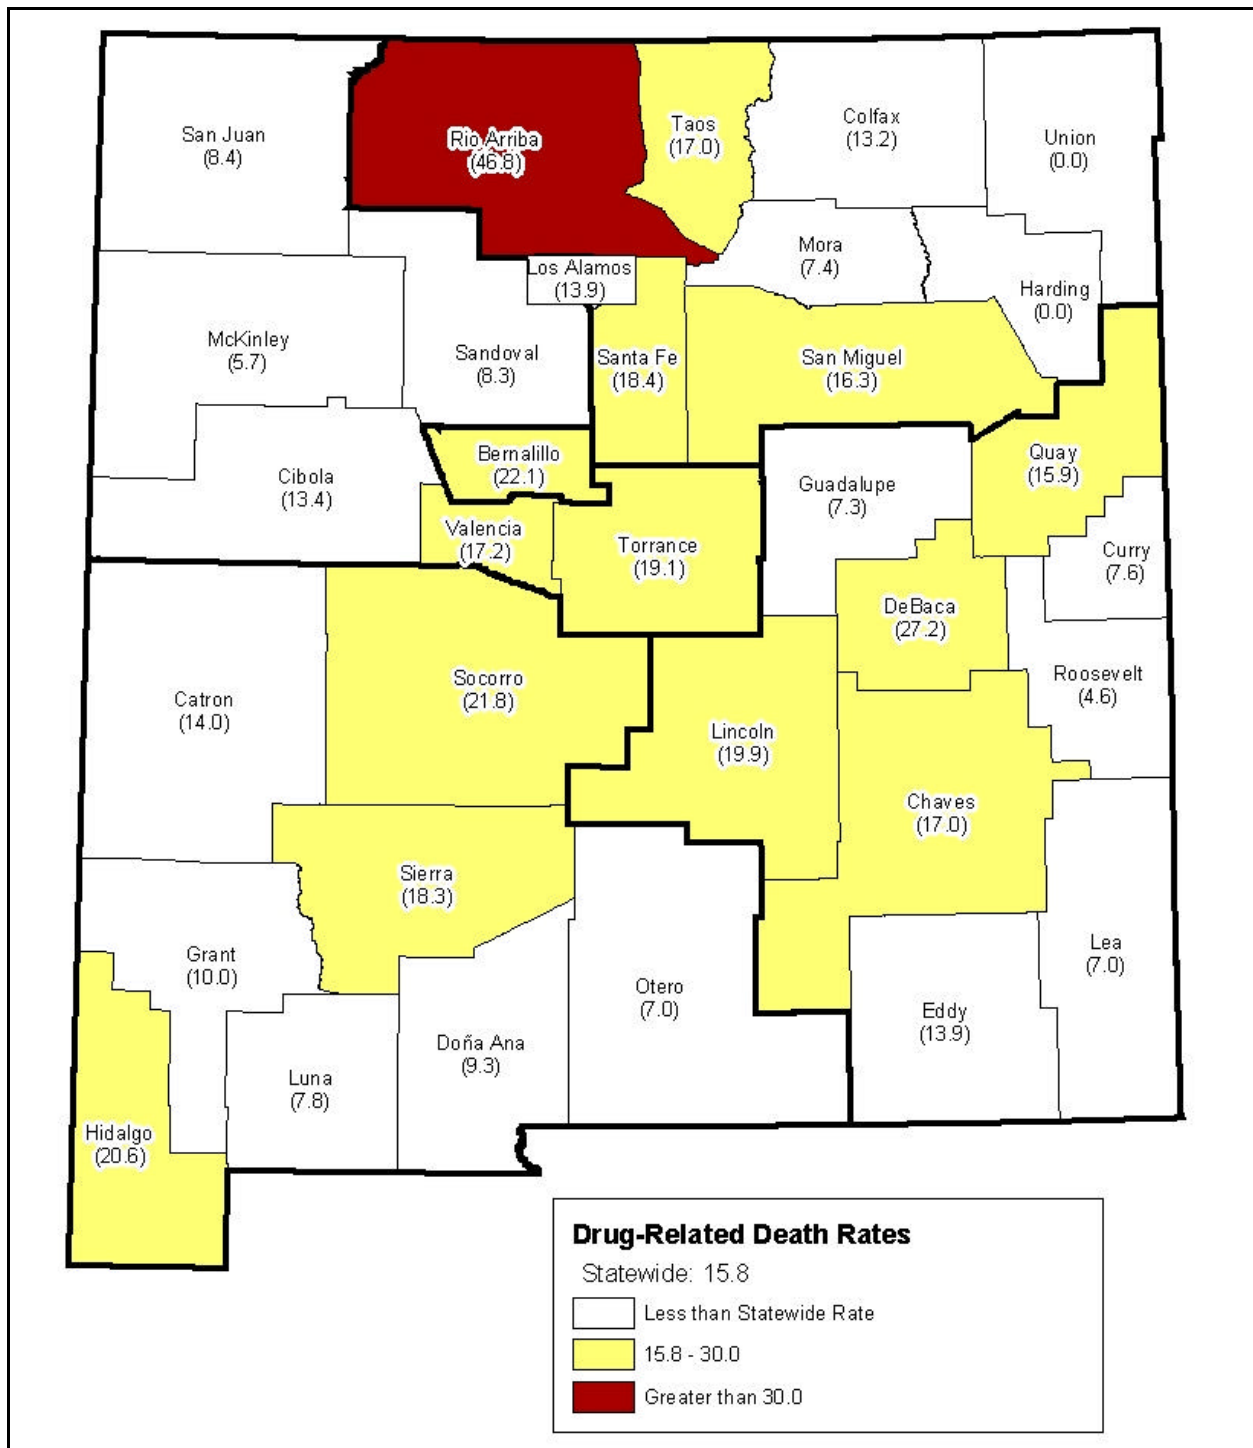 San Juan
(8.4)
Rio Arriba
(46.8)
Taos
(17.0)
Colfax
(13.2)
Union
(0.0)
Mora
(7.4)
Harding
(0.0)
Los Alamos
(13.9)
McKinley
(5.7)
Sandoval
(8.3)
Santa Fe
(18.4)
San Miguel
(16.3)
Quay
(15.9)
Bernalillo
(22.1)
Cibola
(13.4)
Guadalupe
(7.3)
Valencia
(17.2)
Torrance
(19.1)
Curry
(7.6)
DeBaca
(27.2)
Roosevelt
(4.6)
Catron
(14.0)
Socorro
(21.8)
Lincoln
(19.9)
Chaves
(17.0)
Sierra
(18.3)
Grant
(10.0)
Lea
(7.0)
Otero
(7.0)
Eddy
(13.9)
Doña Ana
(9.3)
Luna
(7.8)
Hidalgo
(20.6)
Drug-Related Death Rates
Statewide: 15.8
Less than Statewide Rate
15.8 - 30.0
Greater than 30.0